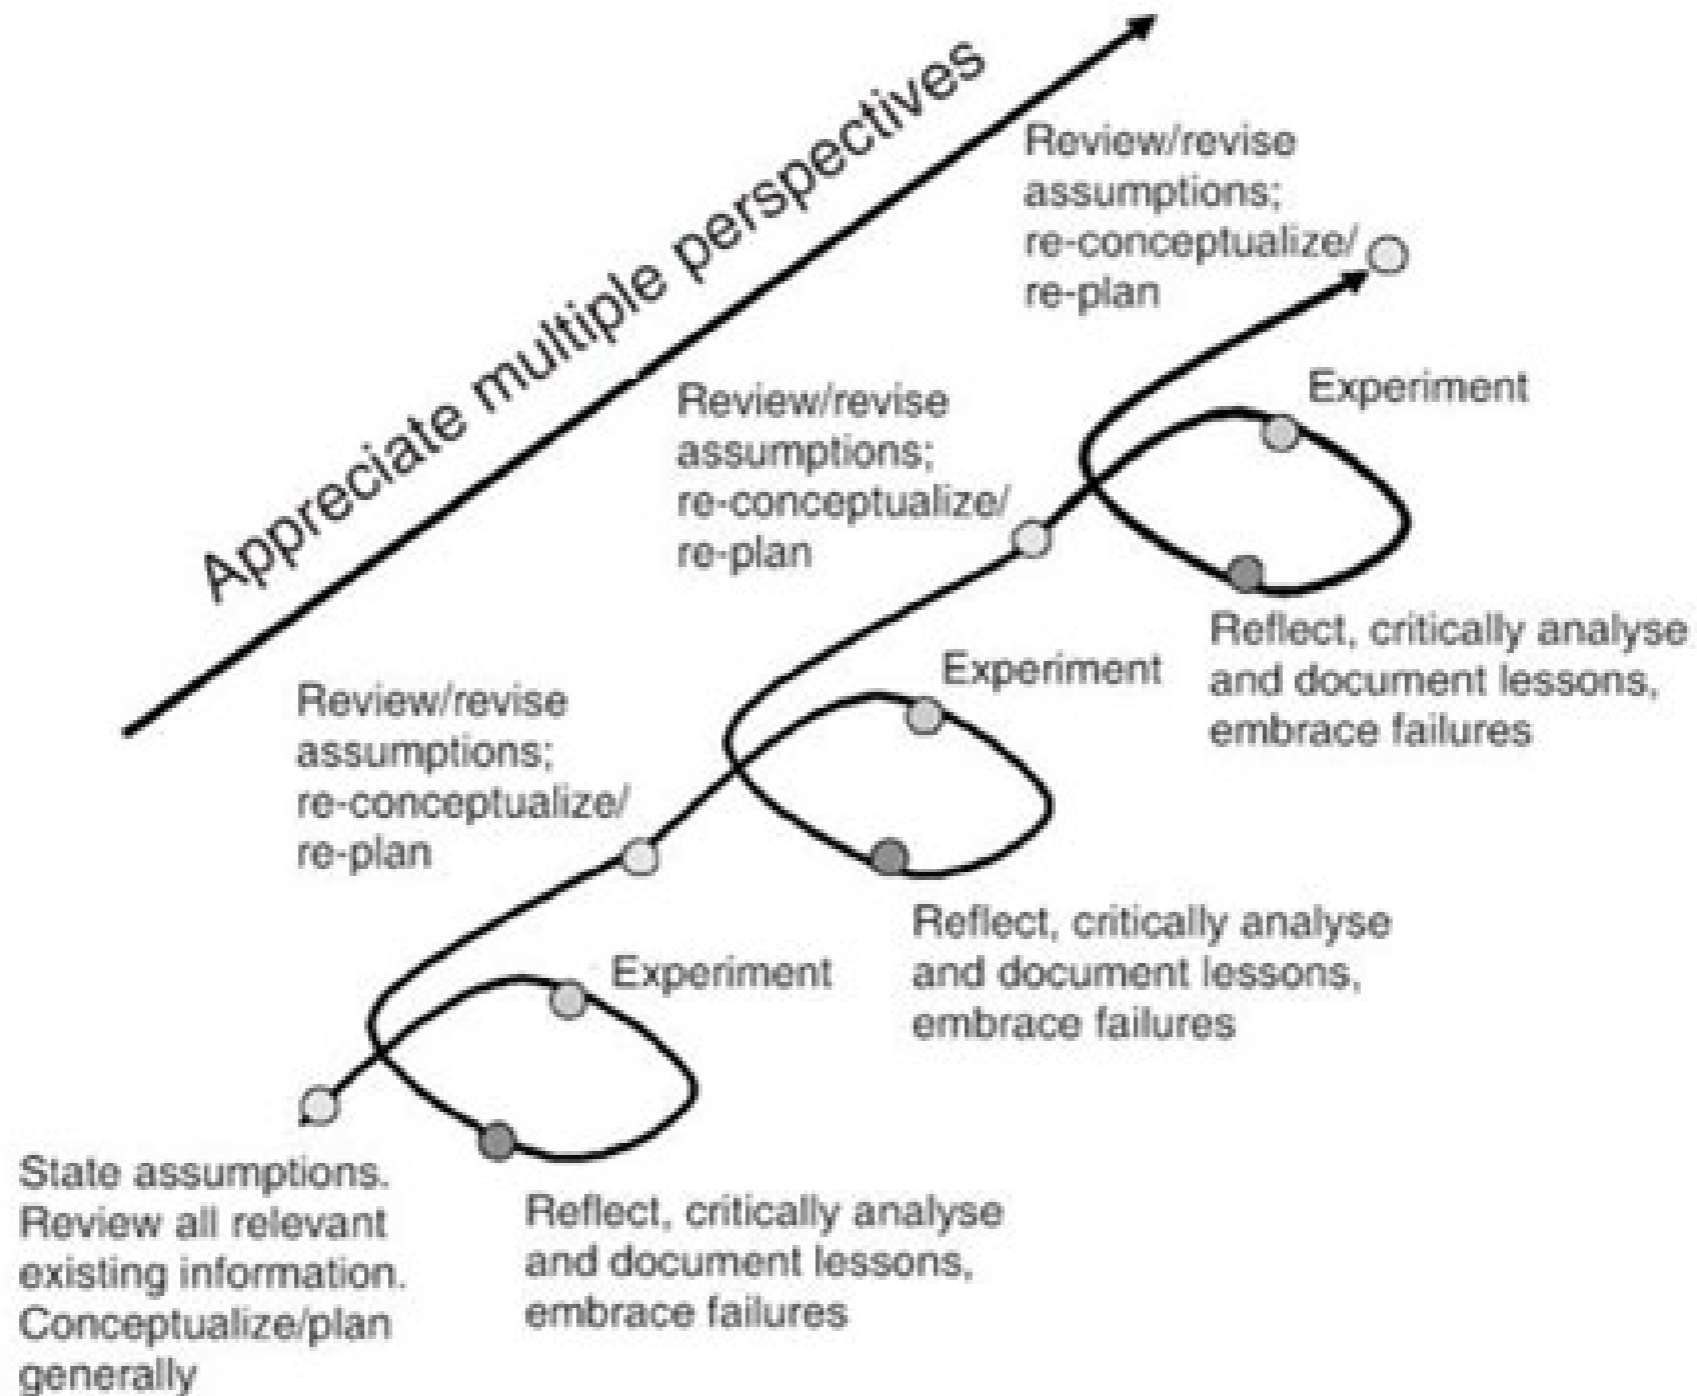 Appreciate multiple perspectives
Review/revise
assumptions;
re-conceptualize/
re-plan
Experiment
Reflect, critically analyse
and document lessons,
embrace failures
Review/revise
assumptions;
re-conceptualize/
re-plan
Experiment
Reflect, critically analyse
and document lessons,
embrace failures
Review/revise
assumptions;
re-conceptualize/
re-plan
Experiment
Reflect, critically analyse
and document lessons,
embrace failures
State assumptions.
Review all relevant
existing information.
Conceptualize/plan
generally